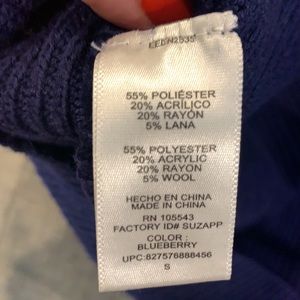 55% POLIÉSTER
20% ACRÍLICO
20% RAYÓN
5% LANA
55% POLYESTER
20% ACRYLIC
20% RAYON
5% WOOL
HECHO EN CHINA
MADE IN CHINA
RN 105543
FACTORY ID# SUZAPP
COLOR :
BLUEBERRY
UPC:827576888456
S